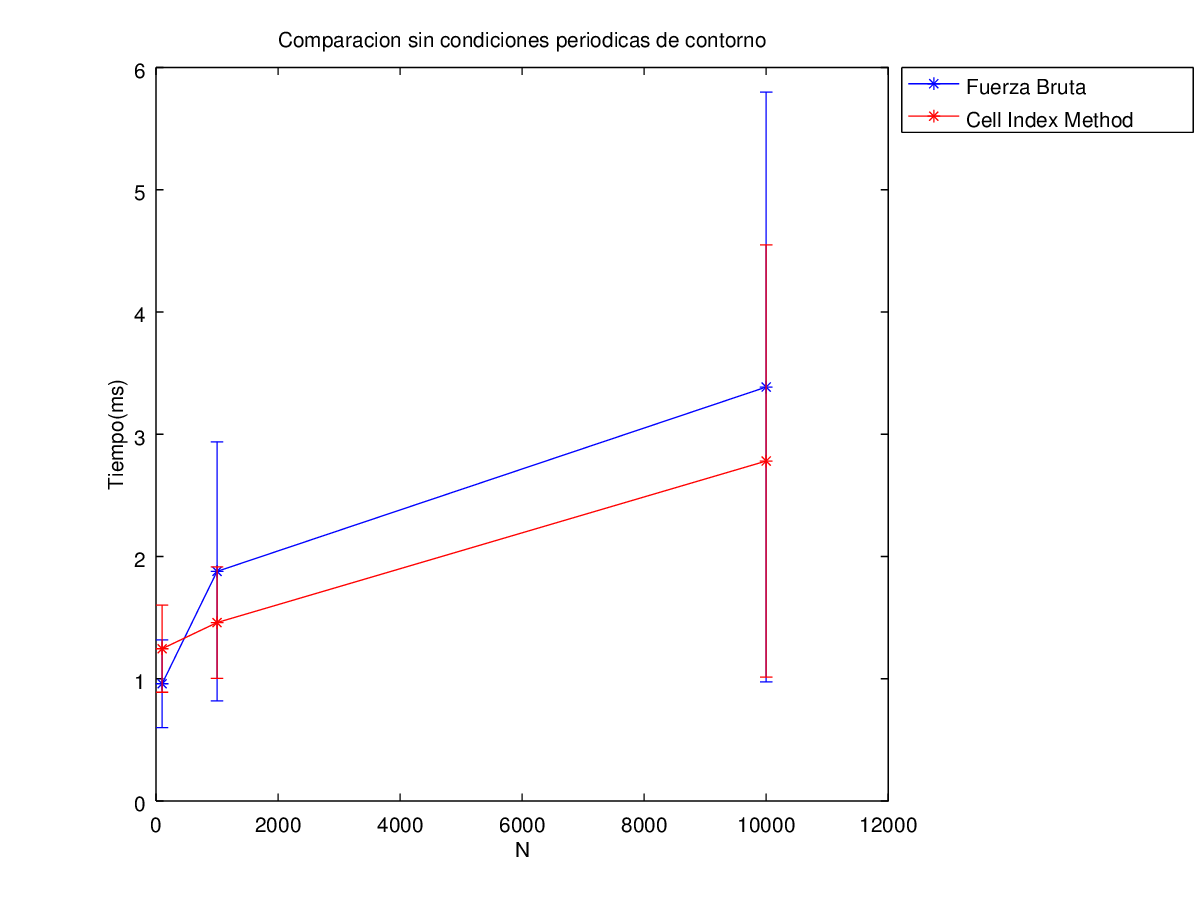 Comparacion sin condiciones periodicas de contorno
Fuerza Bruta
Cell Index Method
6
5
4
3
2
1
0
Tiempo(ms)
0 2000 4000 6000 8000 10000 12000
N